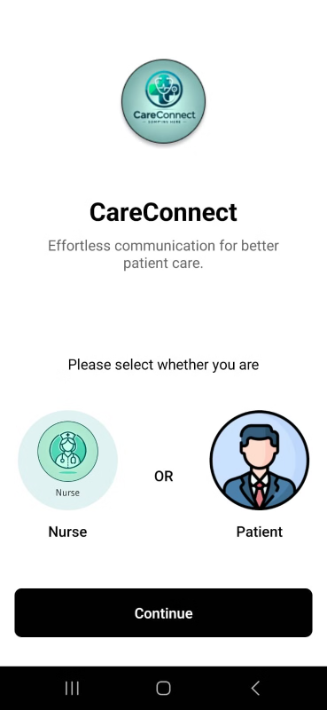 CareConnect
CareConnect
Effortless communication for better
patient care.
Please select whether you are
Nurse
OR
Nurse
Patient
Continue